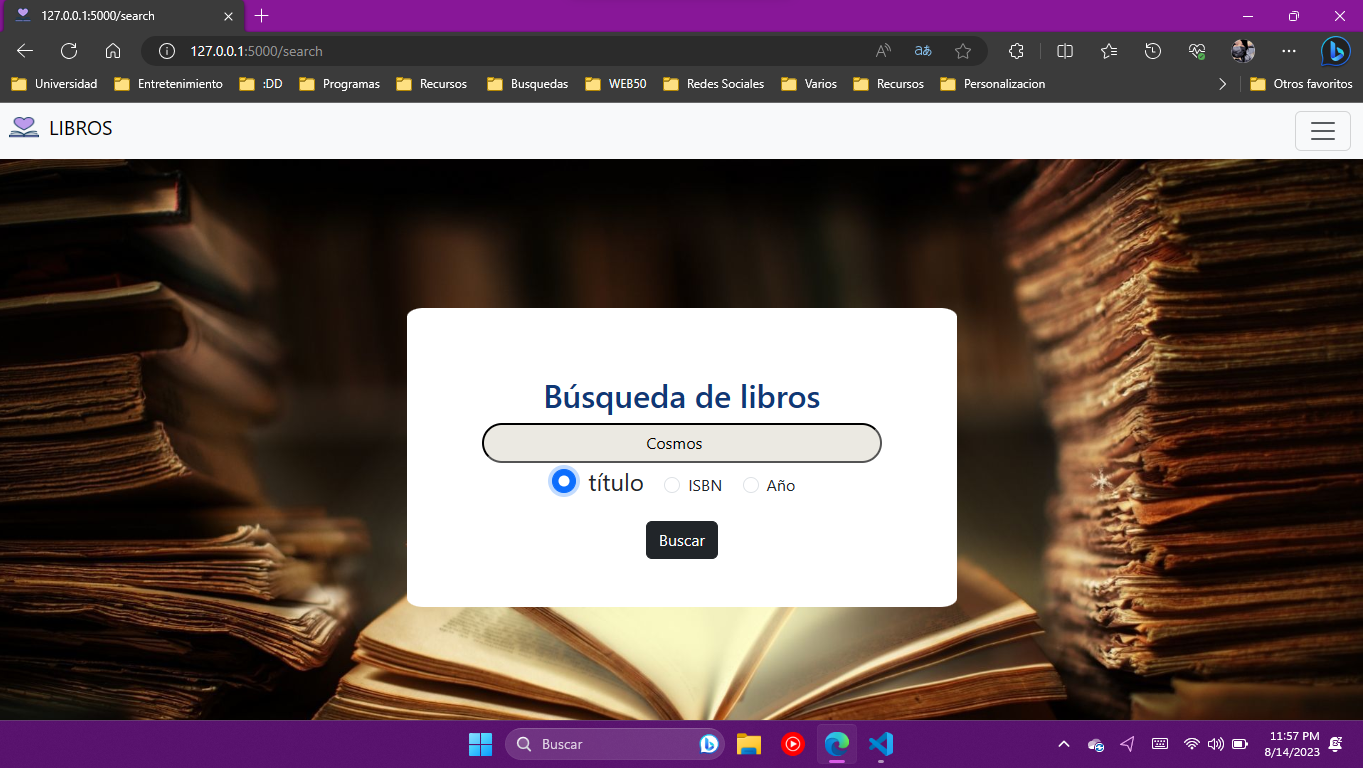 127.0.0.1:5000/search
127.0.0.1:5000/search
Universidad Entretenimiento :DD Programas Recursos Busquedas WEB50 Redes Sociales Varios Recursos Personalizacion Otros favoritos
LIBROS
Búsqueda de libros
Cosmos
título ISBN Año
Buscar
Buscar 11:57 PM
8/14/2023